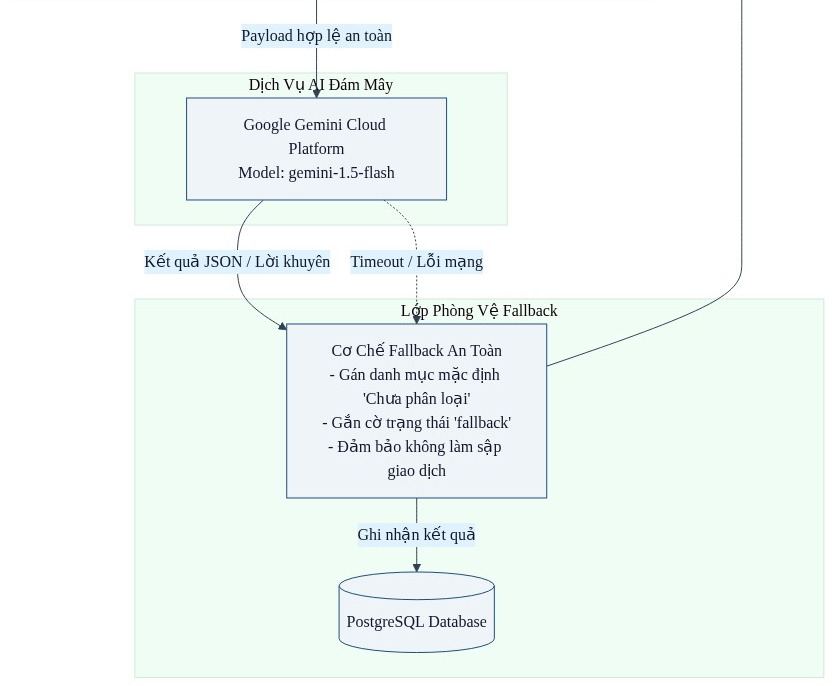 Payload hợp lệ an toàn
Dịch Vụ AI Đám Mây
Google Gemini Cloud
Platform
Model: gemini-1.5-flash
Kết quả JSON / Lời khuyên
Timeout / Lỗi mạng
Lớp Phòng Vệ Fallback
Cơ Chế Fallback An Toàn
- Gán danh mục mặc định
'Chưa phân loại'
- Gắn cờ trạng thái 'fallback'
- Đảm bảo không làm sập
giao dịch
Ghi nhận kết quả
PostgreSQL Database